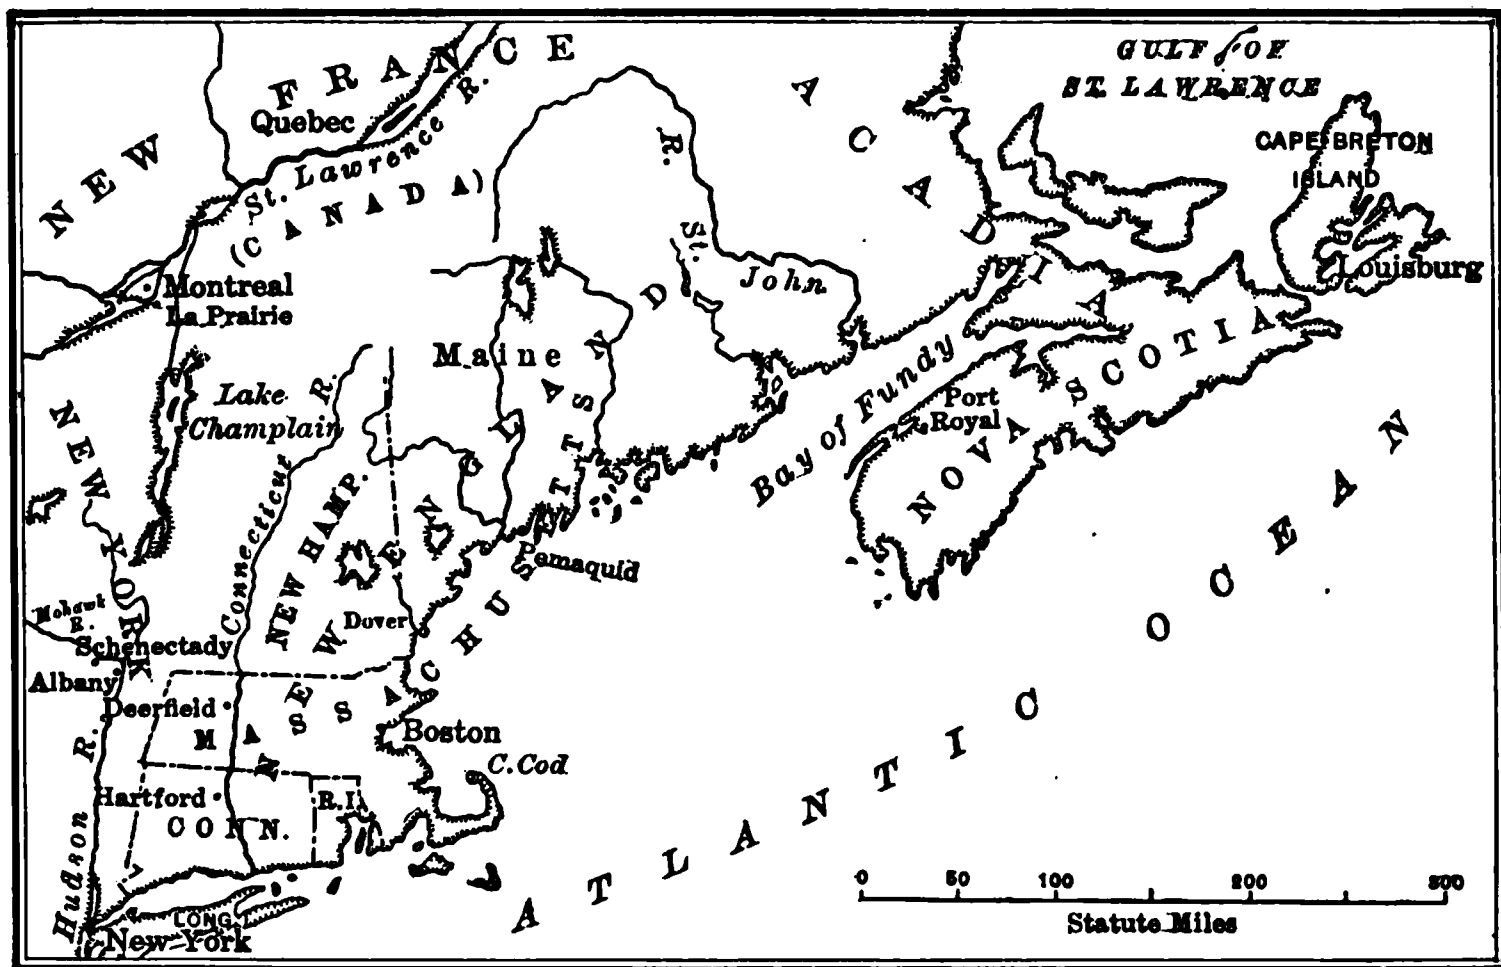 NEW FRANCE
(CANADA)
ACADIA
GULF OF
ST. LAWRENCE
CAPE BRETON
ISLAND
Louisburg
Quebec
St. Lawrence R.
Montreal
La Prairie
R. St. John
Maine
Lake
Champlain
Bay of Fundy
Port
Royal
NOVA SCOTIA
NEW YORK
Connecticut R.
NEW HAMP.
NEW ENGLAND
Pemaquid
Mohawk
R.
Schenectady
Albany
Dover
Deerfield
MASSACHUSETTS
Boston
C. Cod
Hartford
R.I.
CONN.
Hudson R.
LONG I.
New York
ATLANTIC OCEAN
0 50 100 200 300
Statute Miles